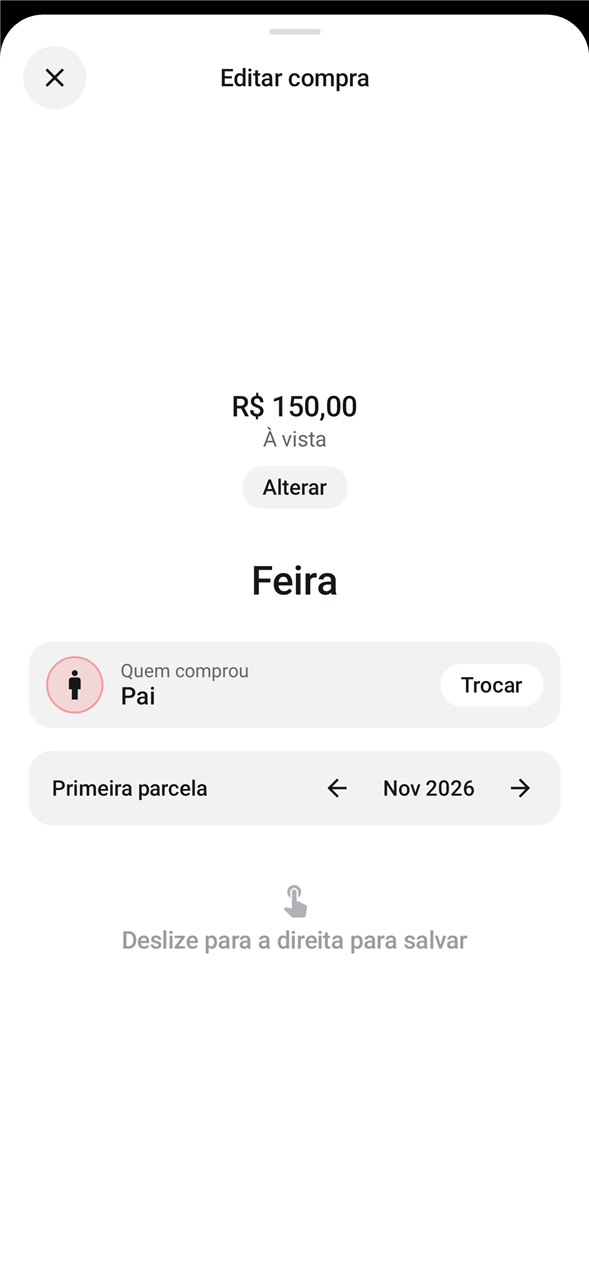 Editar compra
R$ 150,00
À vista
Alterar
Feira
Quem comprou
Pai
Trocar
Primeira parcela
Nov 2026
Deslize para a direita para salvar